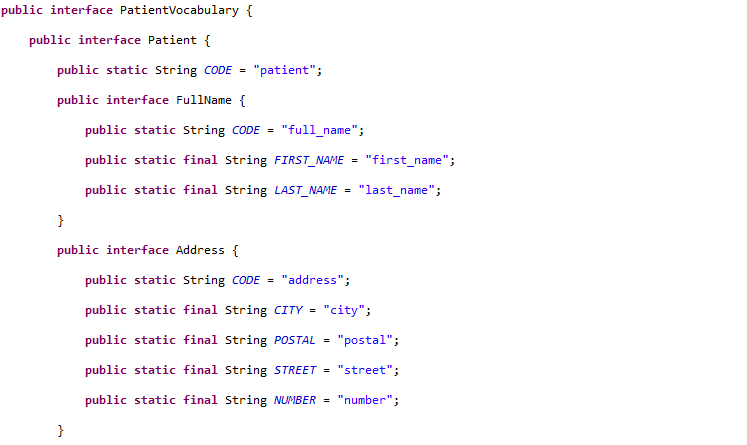 public interface PatientVocabulary {
public interface Patient {
public static String CODE = "patient";
public interface FullName {
public static String CODE = "full_name";
public static final String FIRST_NAME = "first_name";
public static final String LAST_NAME = "last_name";
}
public interface Address {
public static String CODE = "address";
public static final String CITY = "city";
public static final String POSTAL = "postal";
public static final String STREET = "street";
public static final String NUMBER = "number";
}